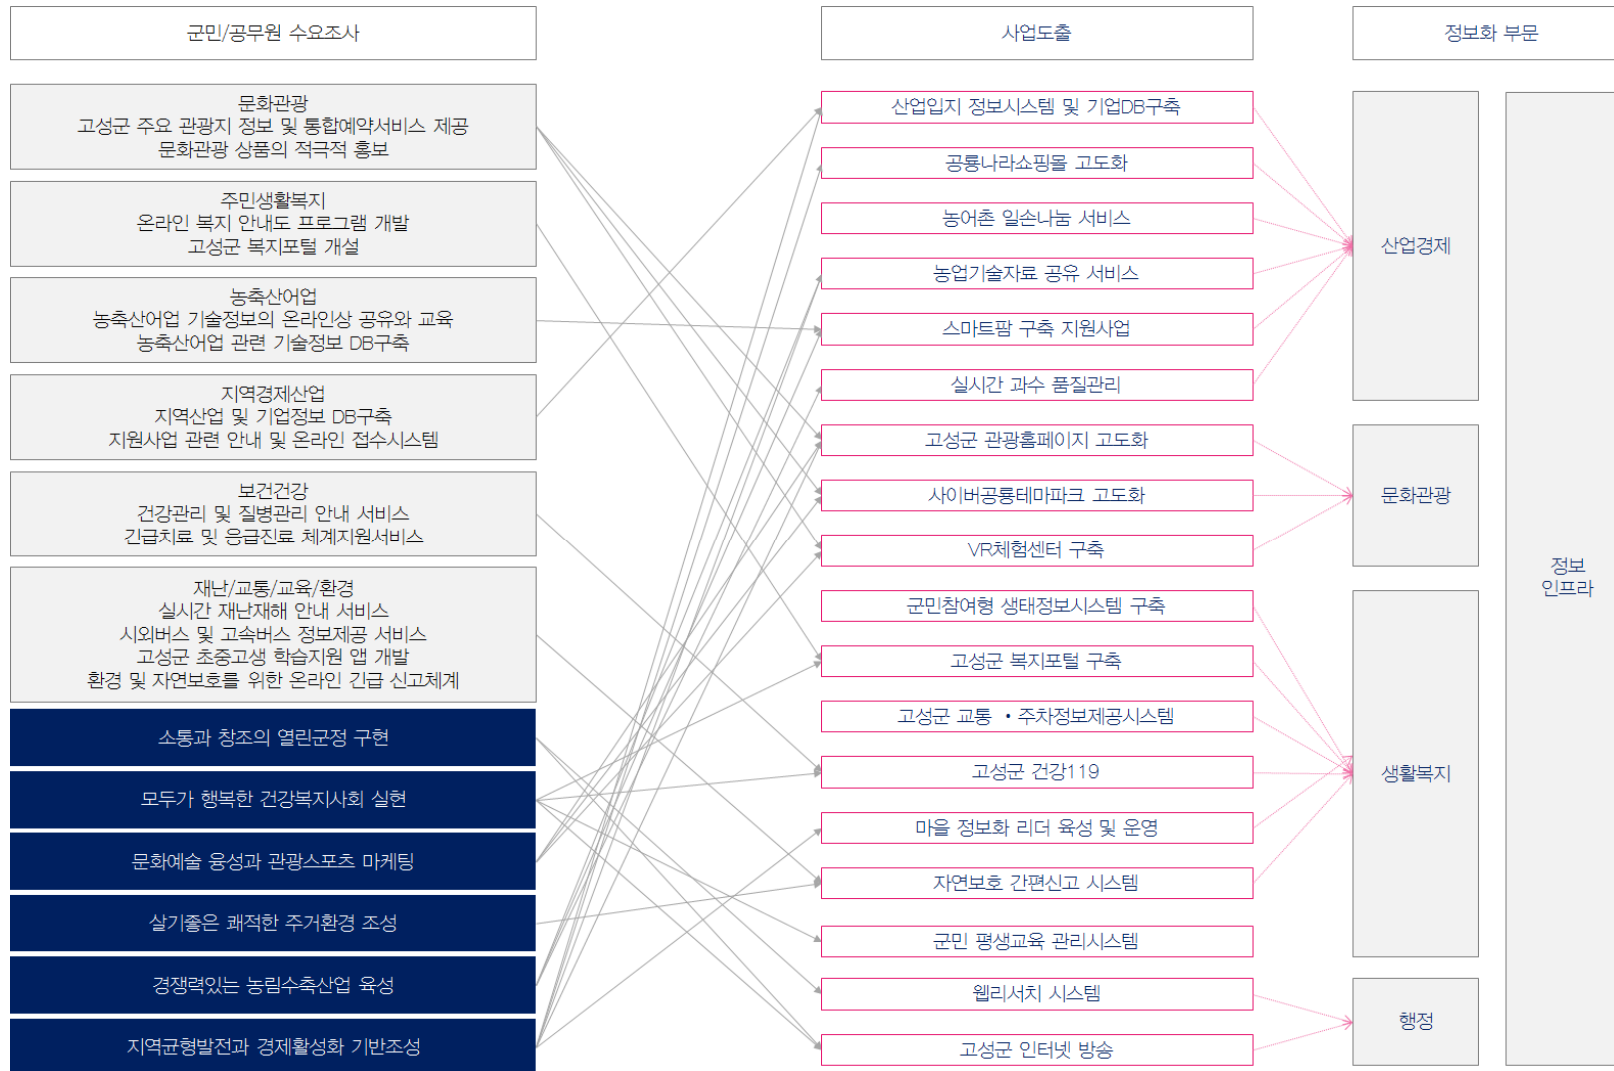 군민/공무원 수요조사
문화관광
고성군 주요 관광지 정보 및 통합예약서비스 제공
문화관광 상품의 적극적 홍보
주민생활복지
온라인 복지 안내도 프로그램 개발
고성군 복지포털 개설
농축산어업
농축산어업 기술정보의 온라인상 공유와 교육
농축산어업 관련 기술정보 DB구축
지역경제산업
지역산업 및 기업정보 DB구축
지원사업 관련 안내 및 온라인 접수시스템
보건건강
건강관리 및 질병관리 안내 서비스
긴급치료 및 응급진료 체계지원서비스
재난/교통/교육/환경
실시간 재난재해 안내 서비스
시외버스 및 고속버스 정보제공 서비스
고성군 초중고생 학습지원 앱 개발
환경 및 자연보호를 위한 온라인 긴급 신고체계
소통과 창조의 열린군정 구현
모두가 행복한 건강복지사회 실현
문화예술 융성과 관광스포츠 마케팅
살기좋은 쾌적한 주거환경 조성
경쟁력있는 농림수축산업 육성
지역균형발전과 경제활성화 기반조성
사업도출
산업입지 정보시스템 및 기업DB구축
공룡나라쇼핑몰 고도화
농어촌 일손나눔 서비스
농업기술자료 공유 서비스
스마트팜 구축 지원사업
실시간 과수 품질관리
고성군 관광홈페이지 고도화
사이버공룡테마파크 고도화
VR체험센터 구축
군민참여형 생태정보시스템 구축
고성군 복지포털 구축
고성군 교통 • 주차정보제공시스템
고성군 건강119
마을 정보화 리더 육성 및 운영
자연보호 간편신고 시스템
군민 평생교육 관리시스템
웹리서치 시스템
고성군 인터넷 방송
정보화 부문
산업경제
문화관광
생활복지
행정
정보
인프라